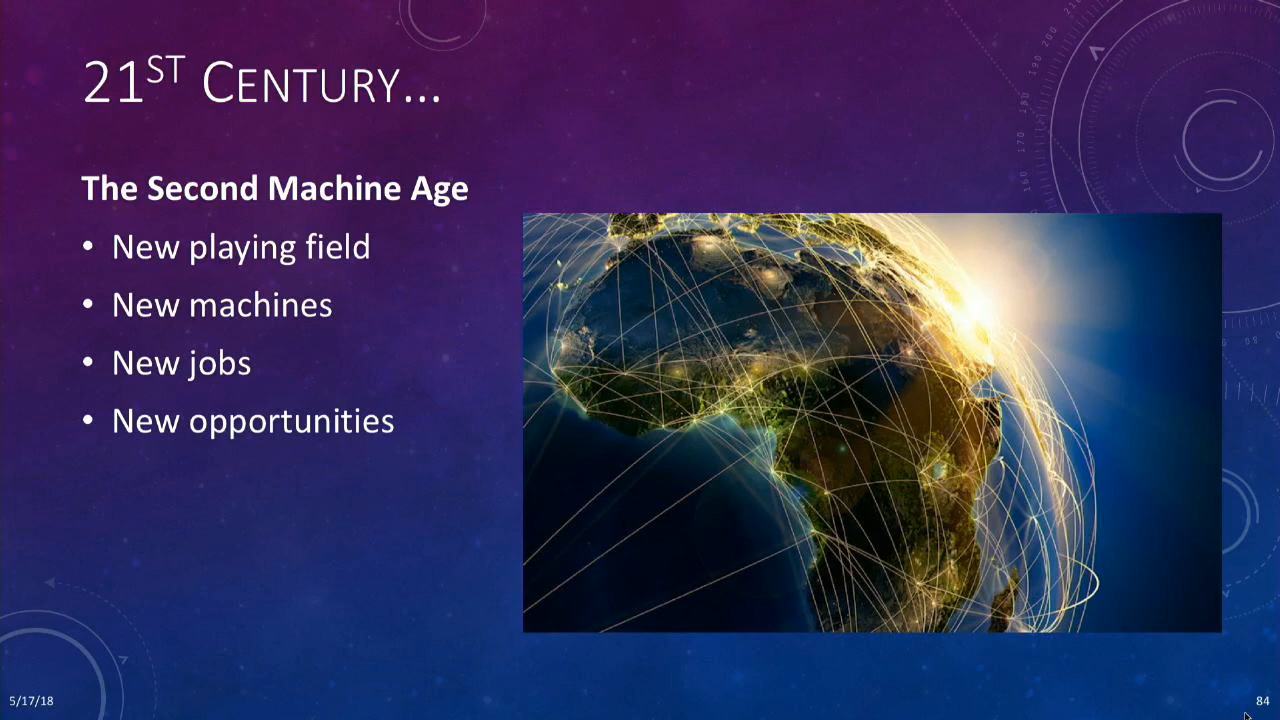 21ST CENTURY...
The Second Machine Age
• New playing field
• New machines
• New jobs
• New opportunities
5/17/18
84